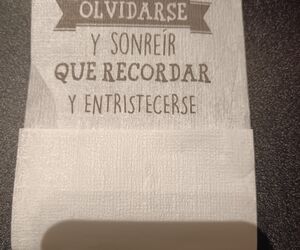 OLVIDARSE
Y SONREÍR
QUE RECORDAR
Y ENTRISTECERSE